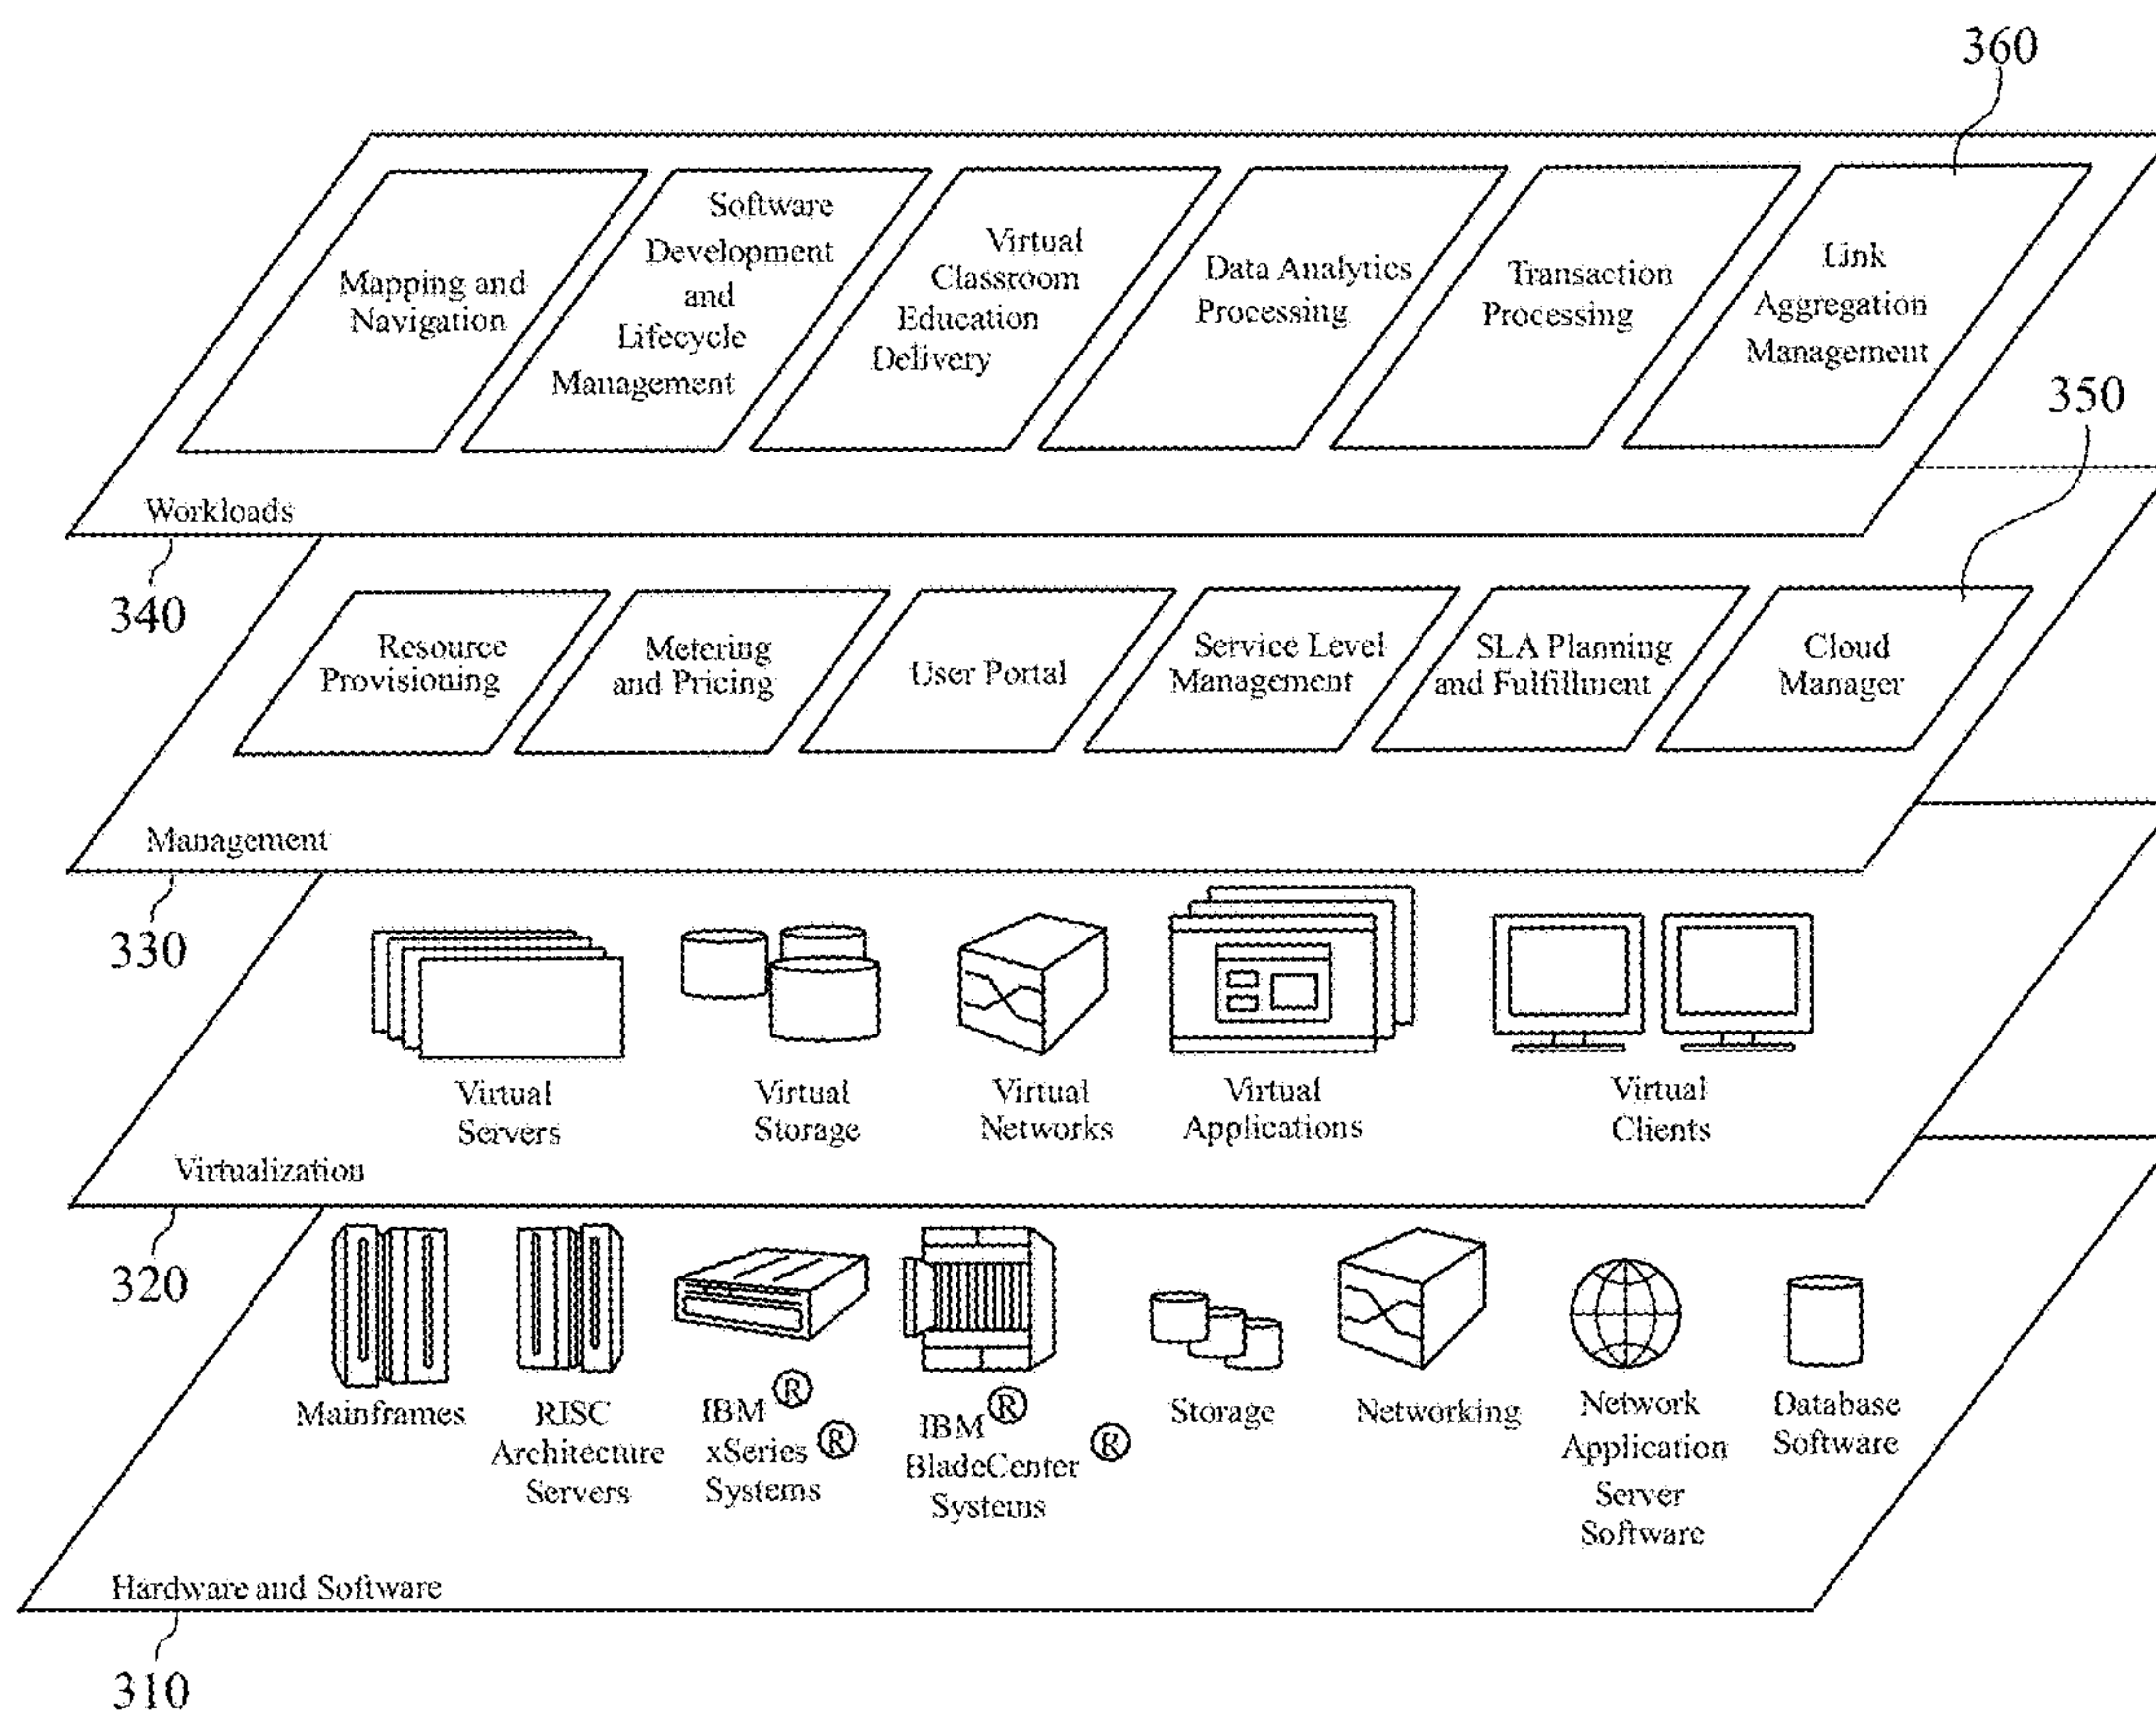 360
Mapping and
Navigation
Software
Development
and
Lifecycle
Management
Virtual
Classroom
Education
Delivery
Data Analytics
Processing
Transaction
Processing
Link
Aggregation
Management
350
Workloads
340
Resource
Provisioning
Metering
and Pricing
User Portal
Service Level
Management
SLA Planning
and Fulfillment
Cloud
Manager
Management
330
Virtual
Servers
Virtual
Storage
Virtual
Networks
Virtual
Applications
Virtual
Clients
Virtualization
320
Mainframes
RISC
Architecture
Servers
IBM ®
xSeries ®
Systems
IBM ®
BladeCenter ®
Systems
Storage
Networking
Network
Application
Server
Software
Database
Software
Hardware and Software
310